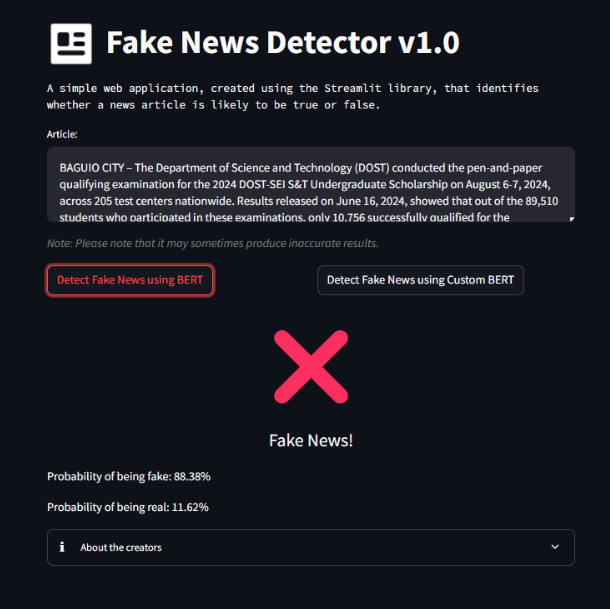 Fake News Detector v1.0
A simple web application, created using the Streamlit library, that identifies
whether a news article is likely to be true or false.
Article:
BAGUIO CITY – The Department of Science and Technology (DOST) conducted the pen-and-paper
qualifying examination for the 2024 DOST-SEI S&T Undergraduate Scholarship on August 6-7, 2024,
across 205 test centers nationwide. Results released on June 16, 2024, showed that out of the 89,510
students who participated in these examinations, only 10,756 successfully qualified for the
Note: Please note that it may sometimes produce inaccurate results.
Detect Fake News using BERT
Detect Fake News using Custom BERT
Fake News!
Probability of being fake: 88.38%
Probability of being real: 11.62%
About the creators